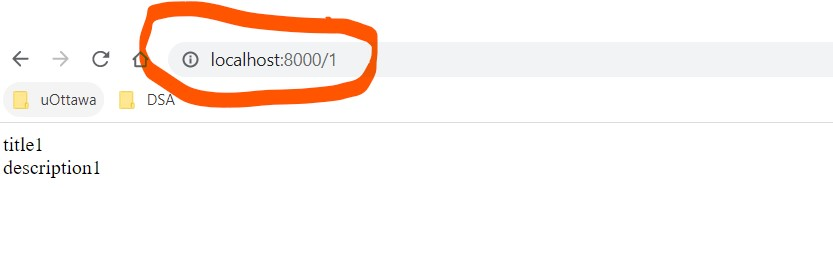 localhost:8000/1
uOttawa DSA
title1
description1